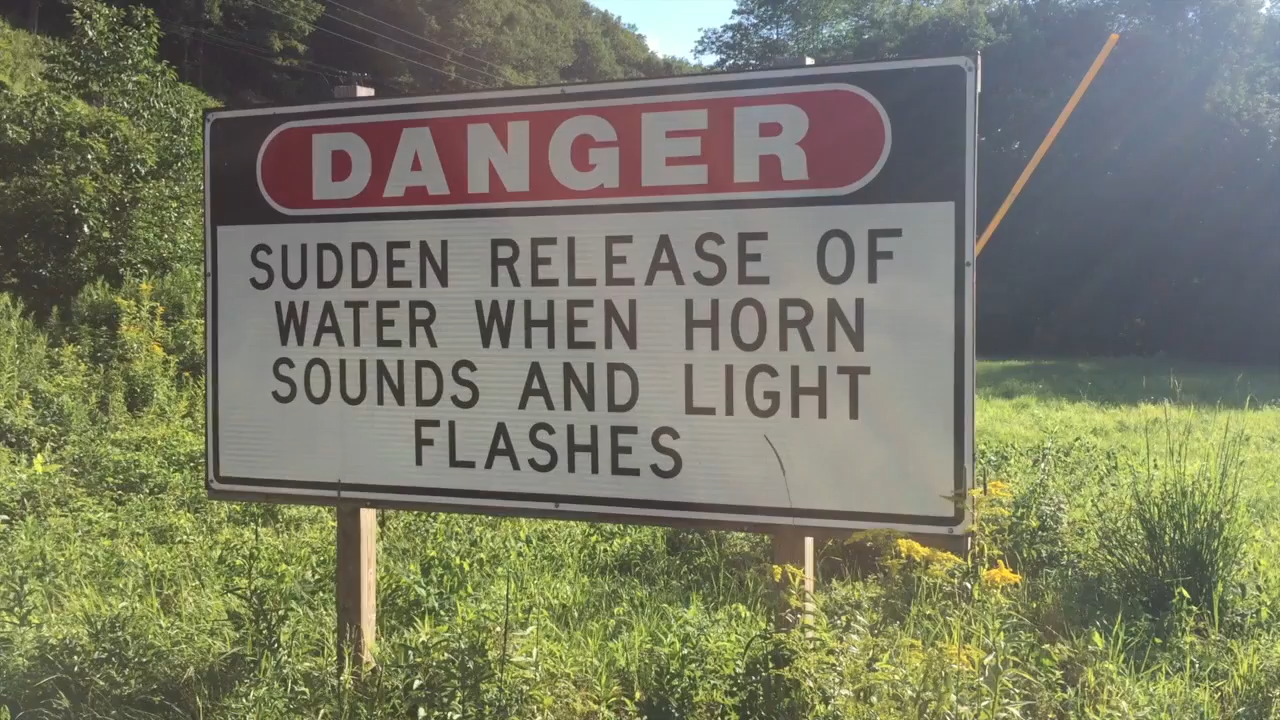 DANGER
SUDDEN RELEASE OF
WATER WHEN HORN
SOUNDS AND LIGHT
FLASHES